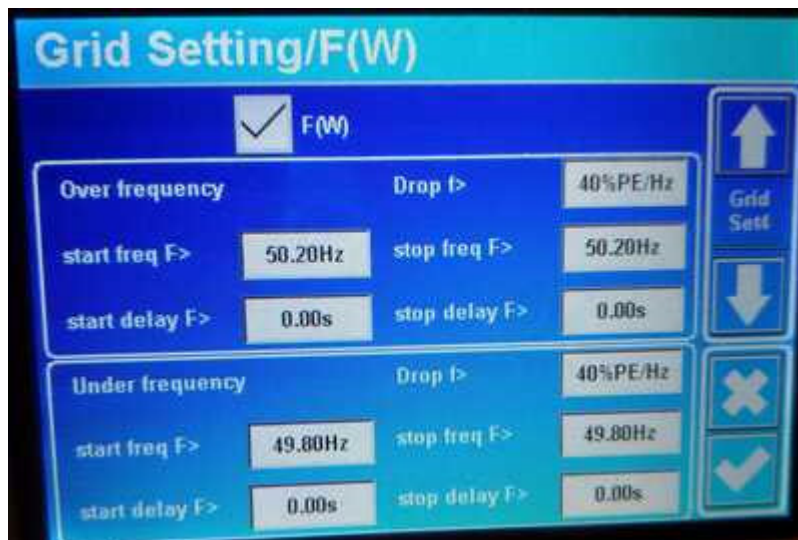 Grid Setting/F(W)
F(W)
Over frequency Drop f> 40%PE/Hz
start freq F> 50.20Hz stop freq F> 50.20Hz
start delay F> 0.00s stop delay F> 0.00s
Under frequency Drop f> 40%PE/Hz
start freq F> 49.80Hz stop freq F> 49.80Hz
start delay F> 0.00s stop delay F> 0.00s
Grid